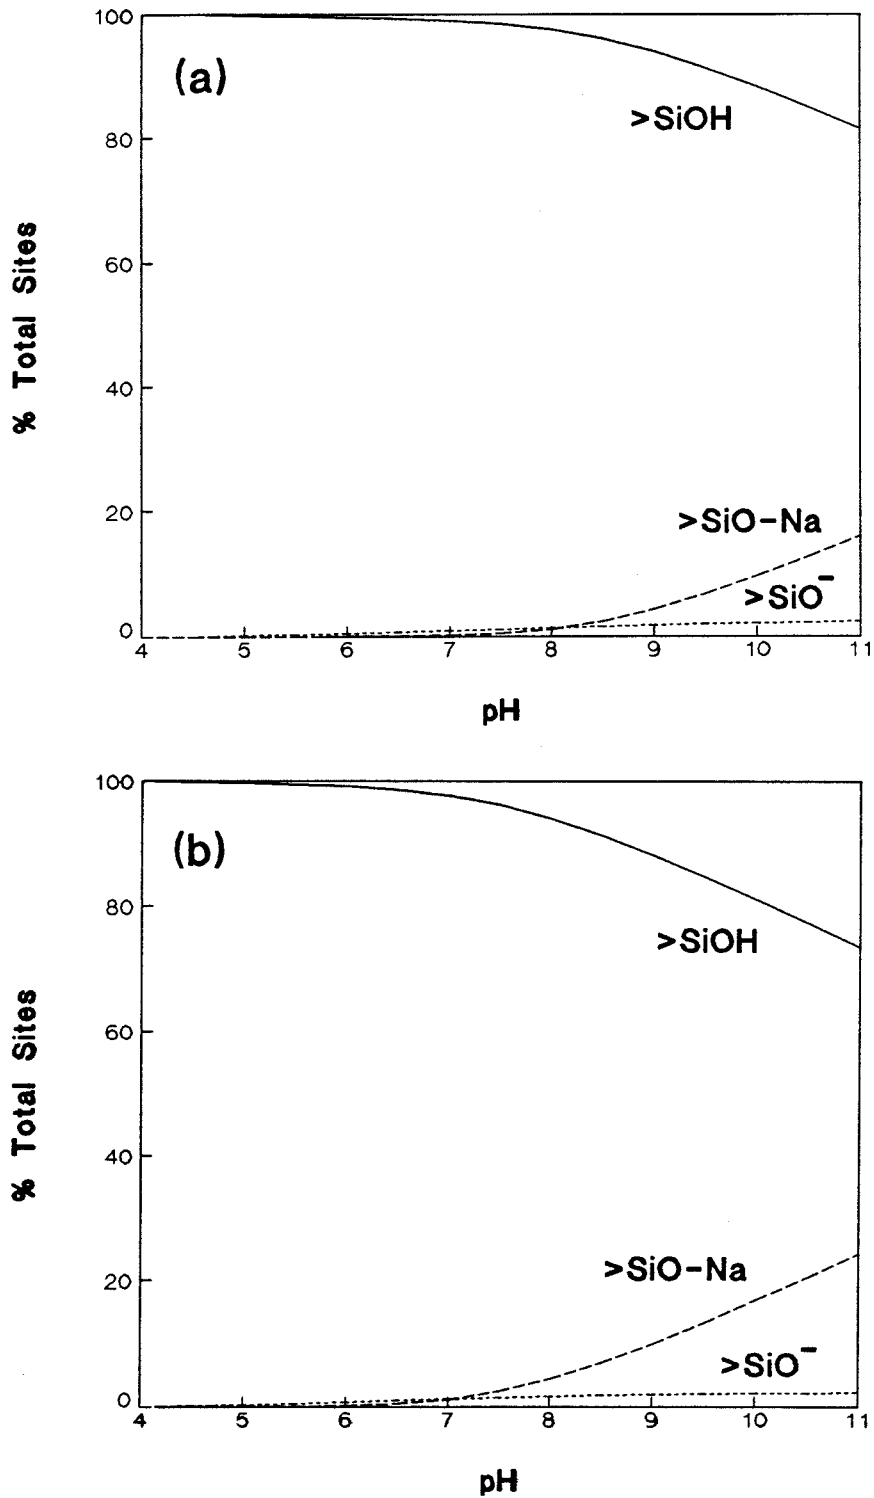 100
(a)
>SiOH
80
60
% Total Sites
40
20
>SiO-Na
>SiO⁻
0
4 5 6 7 8 9 10 11
pH
100
(b)
80
>SiOH
60
% Total Sites
40
20
>SiO-Na
>SiO⁻
0
4 5 6 7 8 9 10 11
pH